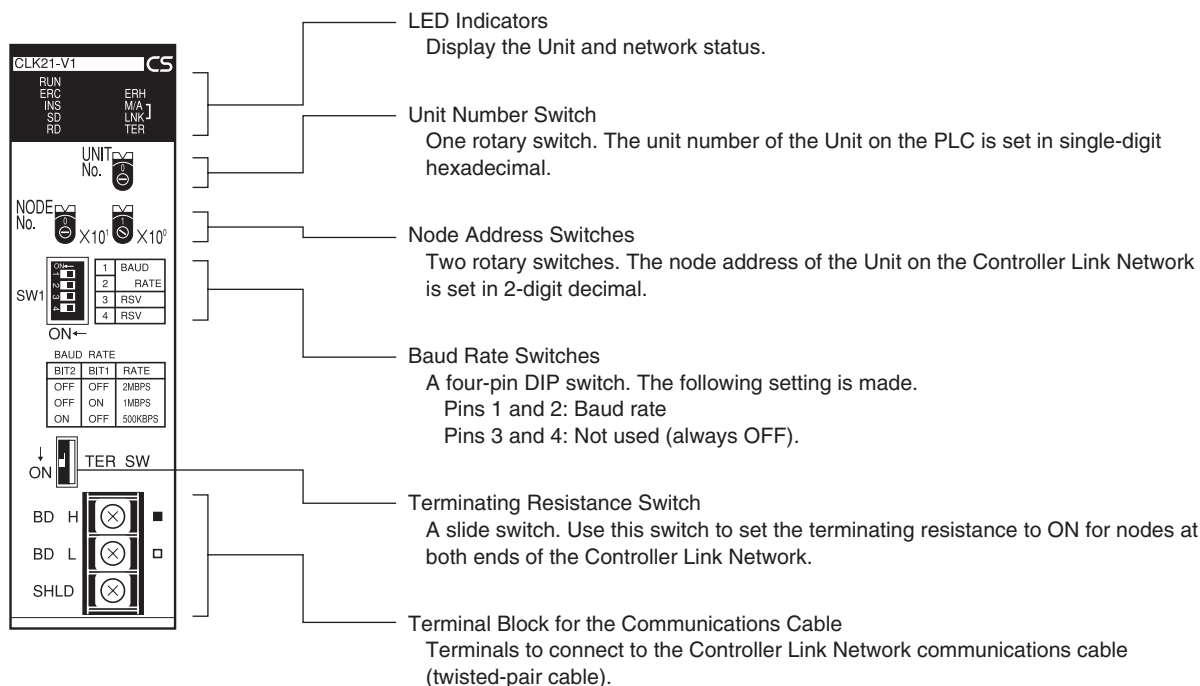 CLK21-V1 CS
RUN
ERC ERH
INS M/A
SD LNK
RD TER
UNIT
No. 0
NODE
No. 0 X10¹ 1 X10⁰
SW1
ON←
1 2 3 4
1 BAUD
2 RATE
3 RSV
4 RSV
ON←
BAUD RATE
BIT2 BIT1 RATE
OFF OFF 2MBPS
OFF ON 1MBPS
ON OFF 500KBPS
↓
ON TER SW
BD H
BD L
SHLD
LED Indicators
Display the Unit and network status.
Unit Number Switch
One rotary switch. The unit number of the Unit on the PLC is set in single-digit
hexadecimal.
Node Address Switches
Two rotary switches. The node address of the Unit on the Controller Link Network
is set in 2-digit decimal.
Baud Rate Switches
A four-pin DIP switch. The following setting is made.
Pins 1 and 2: Baud rate
Pins 3 and 4: Not used (always OFF).
Terminating Resistance Switch
A slide switch. Use this switch to set the terminating resistance to ON for nodes at
both ends of the Controller Link Network.
Terminal Block for the Communications Cable
Terminals to connect to the Controller Link Network communications cable
(twisted-pair cable).